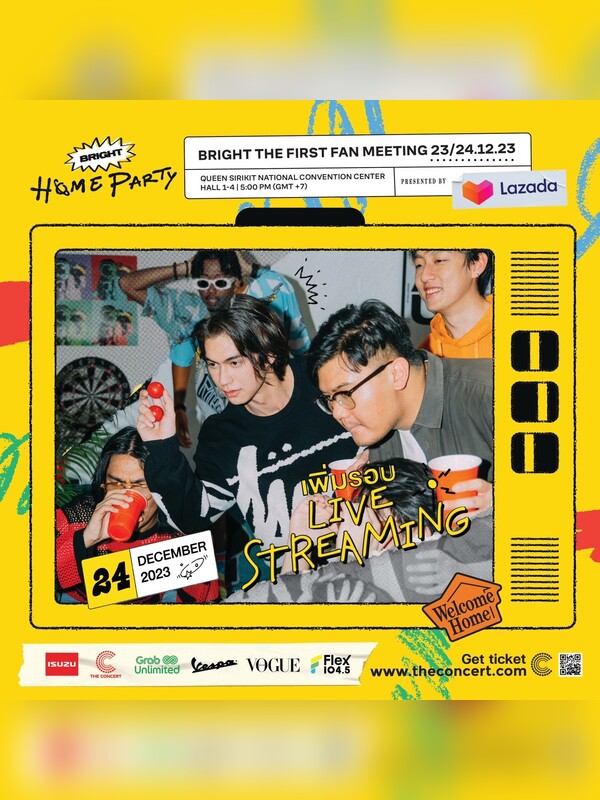 BRIGHT
HOME PARTY
BRIGHT THE FIRST FAN MEETING 23/24.12.23
QUEEN SIRIKIT NATIONAL CONVENTION CENTER
HALL 1-4 | 5:00 PM (GMT +7)
PRESENTED BY
Lazada
เพิ่มรอบ
LIVE
STREAMING
24
DECEMBER
2023
Welcome
Home!
ISUZU
THE CONCERT
Grab
Unlimited
Vespa
VOGUE
Flex
104.5
Get ticket
www.theconcert.com